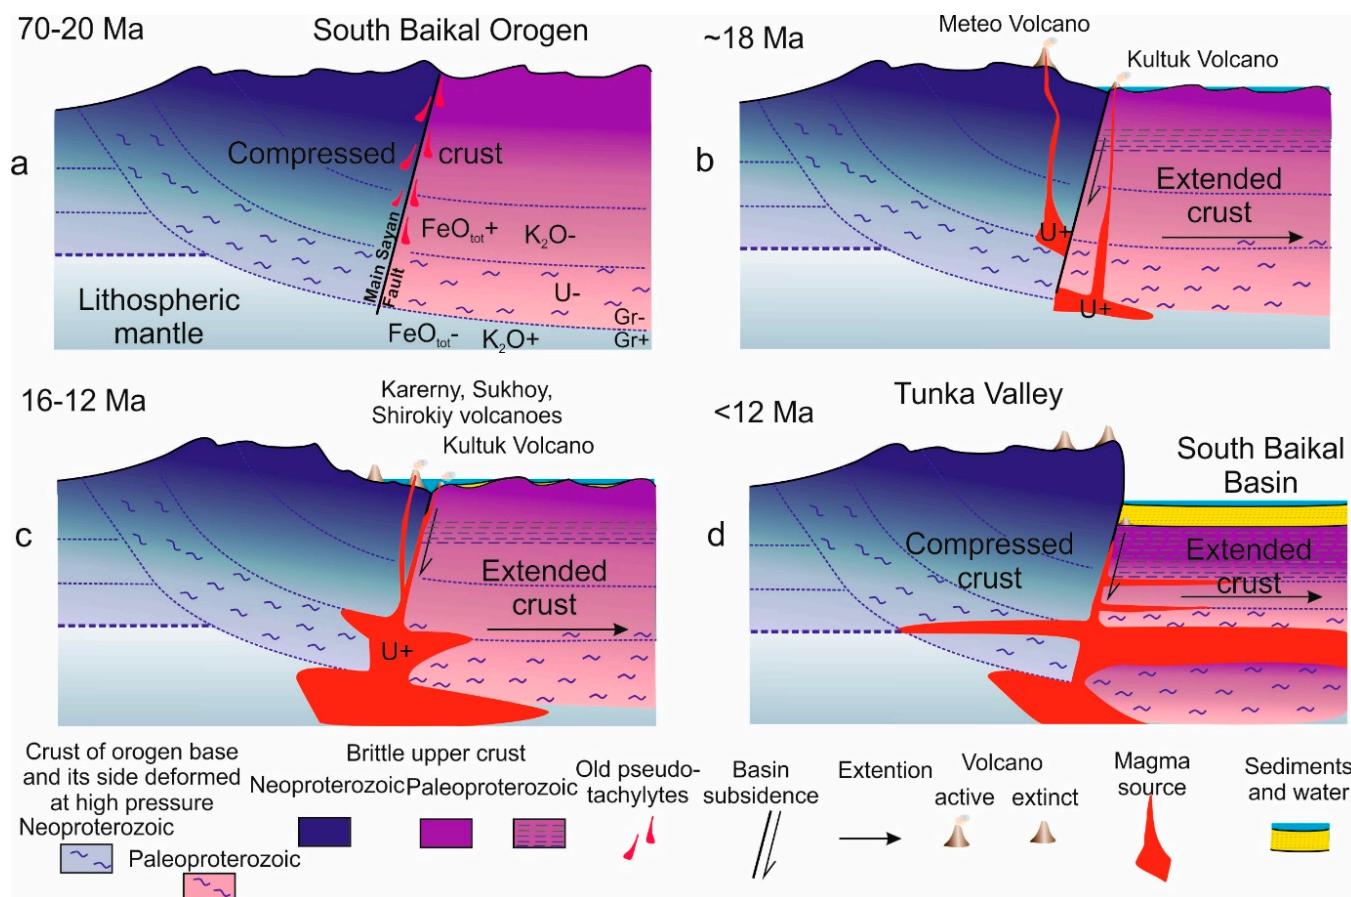 70-20 Ma
South Baikal Orogen
a
Compressed
crust
Main Sayan
Fault
FeOtot+
K2O-
U-
Gr-
Gr+
Lithospheric
mantle
FeOtot-
K2O+
~18 Ma
Meteo Volcano
Kultuk Volcano
b
Extended
crust
U+
U+
16-12 Ma
Karerny, Sukhoy,
Shirokiy volcanoes
Kultuk Volcano
c
Extended
crust
U+
<12 Ma
Tunka Valley
South Baikal
Basin
d
Compressed
crust
Extended
crust
Crust of orogen base
and its side deformed
at high pressure
Neoproterozoic
Paleoproterozoic
Brittle upper crust
Neoproterozoic
Paleoproterozoic
Old pseudo-
tachylytes
Basin
subsidence
Extention
Volcano
active
extinct
Magma
source
Sediments
and water